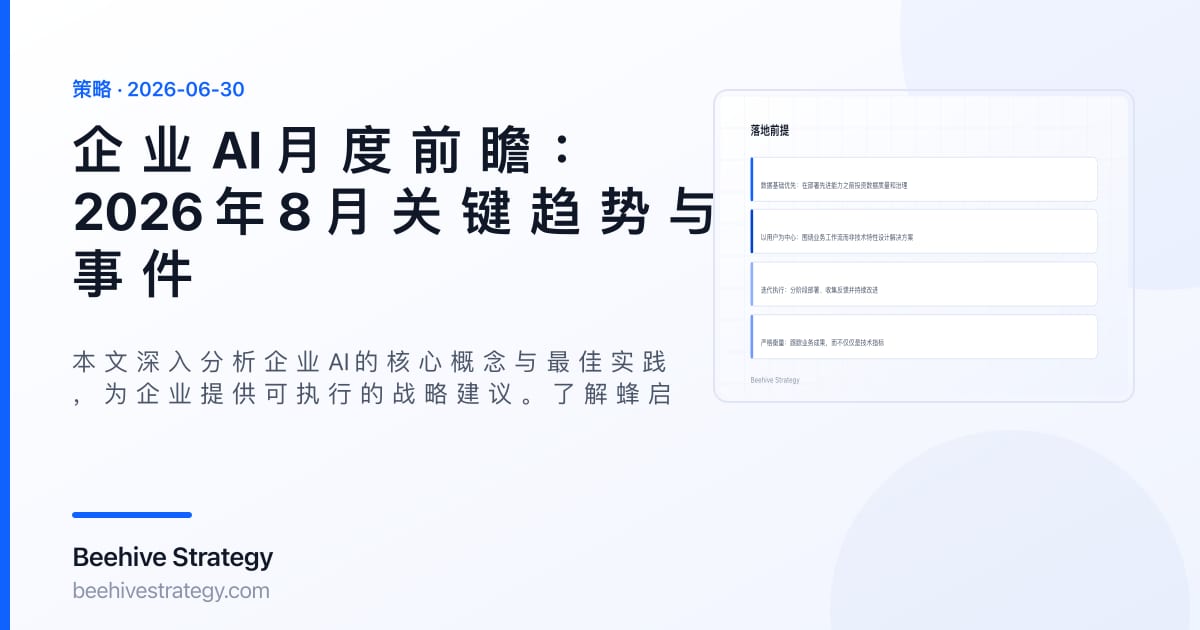 策略 · 2026-06-30
企业AI月度前瞻：
2026年8月关键趋势与
事件
本文深入分析企业AI的核心概念与最佳实践
，为企业提供可执行的战略建议。了解蜂启
Beehive Strategy
beehivestrategy.com
落地前提
数据基础优先：在部署先进能力之前投资数据质量和治理
以用户为中心：围绕业务工作流而非技术特性设计解决方案
迭代执行：分阶段部署、收集反馈并持续改进
严格衡量：跟踪业务成果，而不仅仅是技术指标
Beehive Strategy